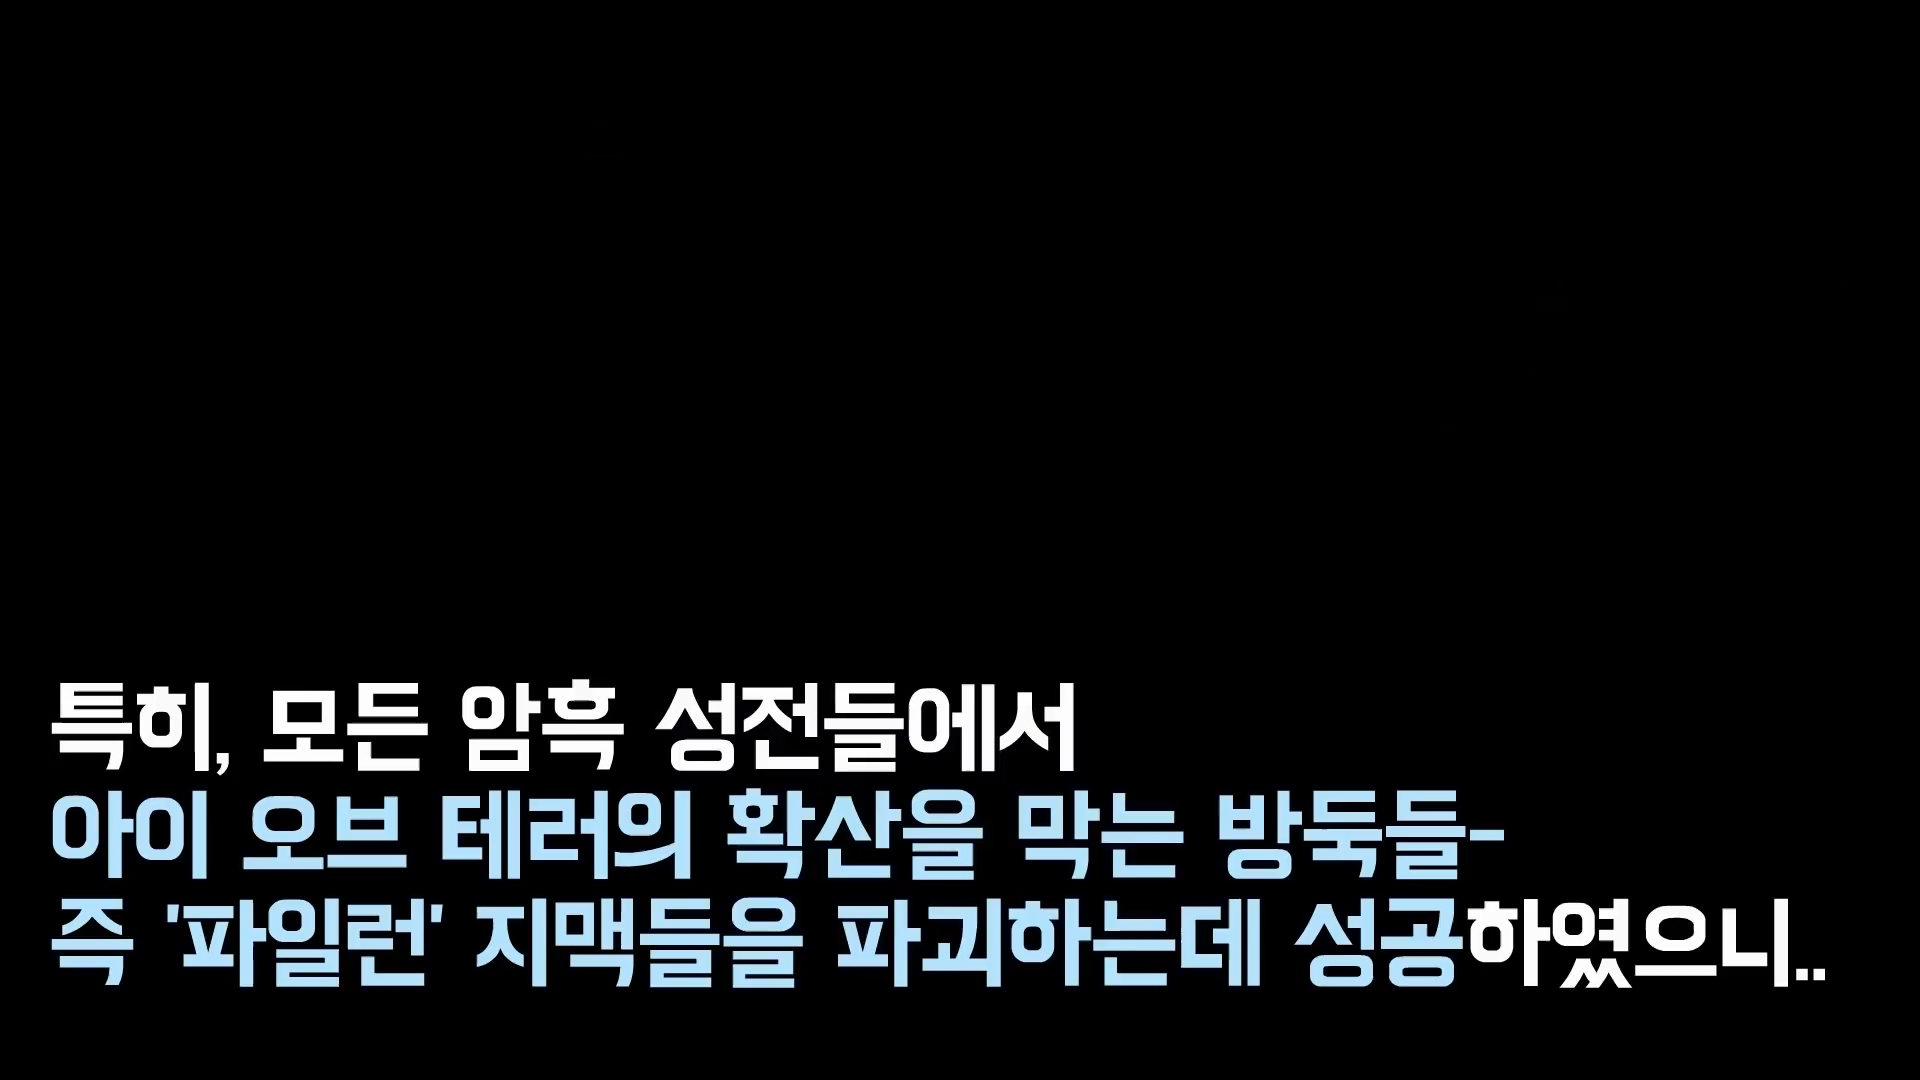 특히, 모든 암흑 성전들에서
아이 오브 테러의 확산을 막는 방둑들-
즉 '파일런' 지맥들을 파괴하는데 성공하였으니..